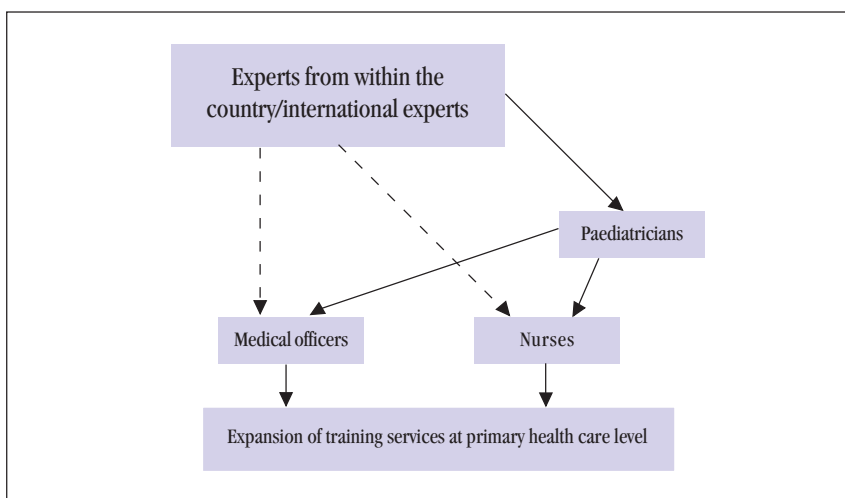 Experts from within the
country/international experts
Paediatricians
Medical officers
Nurses
Expansion of training services at primary health care level